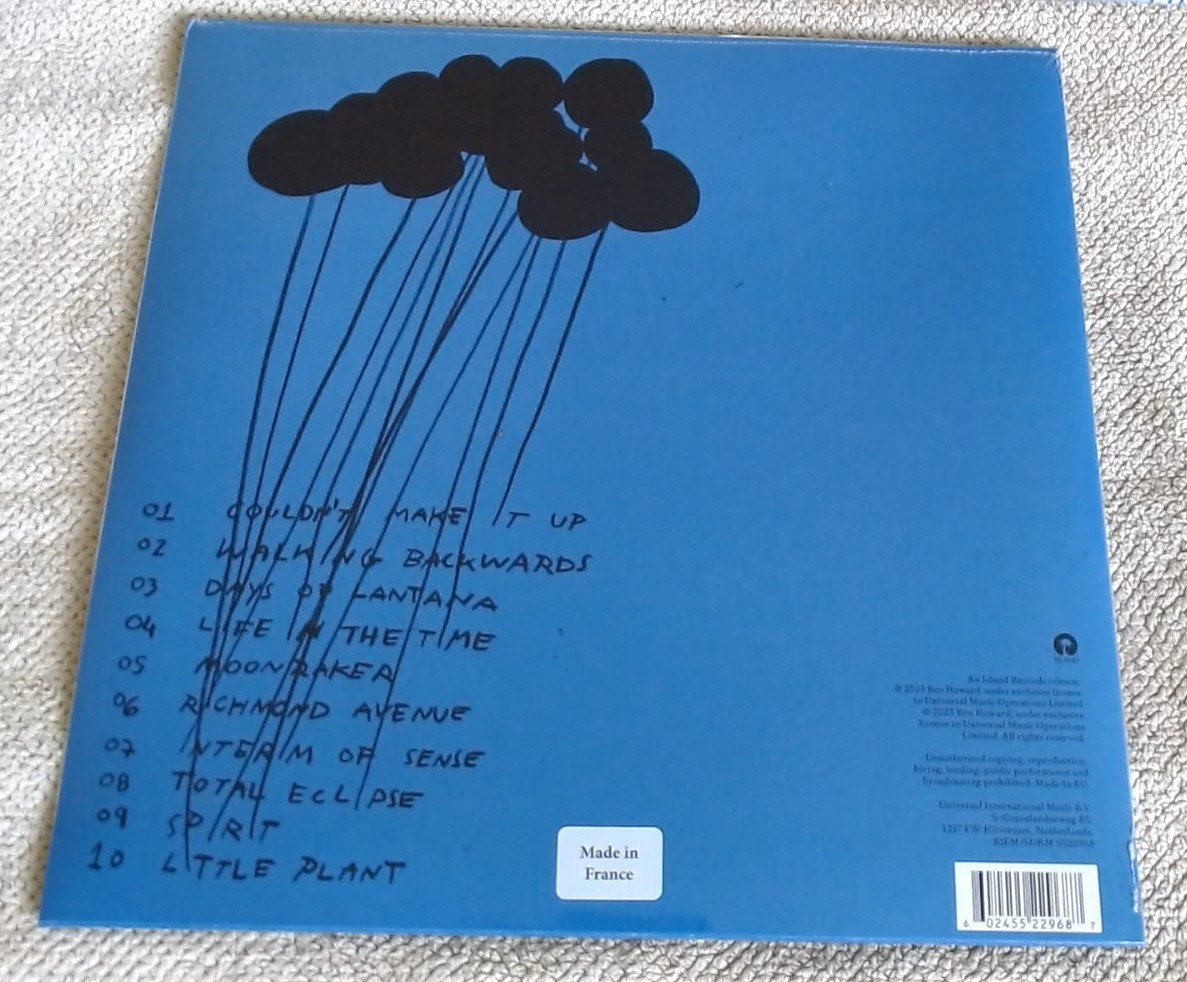 01 COULDN'T MAKE IT UP
02 WALKING BACKWARDS
03 DAYS OF LANTANA
04 LIFE IN THE TIME
05 MOONRAKER
06 RICHMOND AVENUE
07 INTERIM OF SENSE
08 TOTAL ECLIPSE
09 SPIRIT
10 LITTLE PLANT
ISLAND
An Island Records release.
℗ 2023 Ben Howard, under exclusive licence
to Universal Music Operations Limited.
© 2023 Ben Howard, under exclusive
licence to Universal Music Operations
Limited. All rights reserved.
Unauthorised copying, reproduction,
hiring, lending, public performance and
broadcasting prohibited. Made in EU.
Universal International Music B.V.
's-Gravelandseweg 80,
1217 EW Hilversum, Netherlands.
BIEM/SDRM
Made in
France
6 02455 22968 7